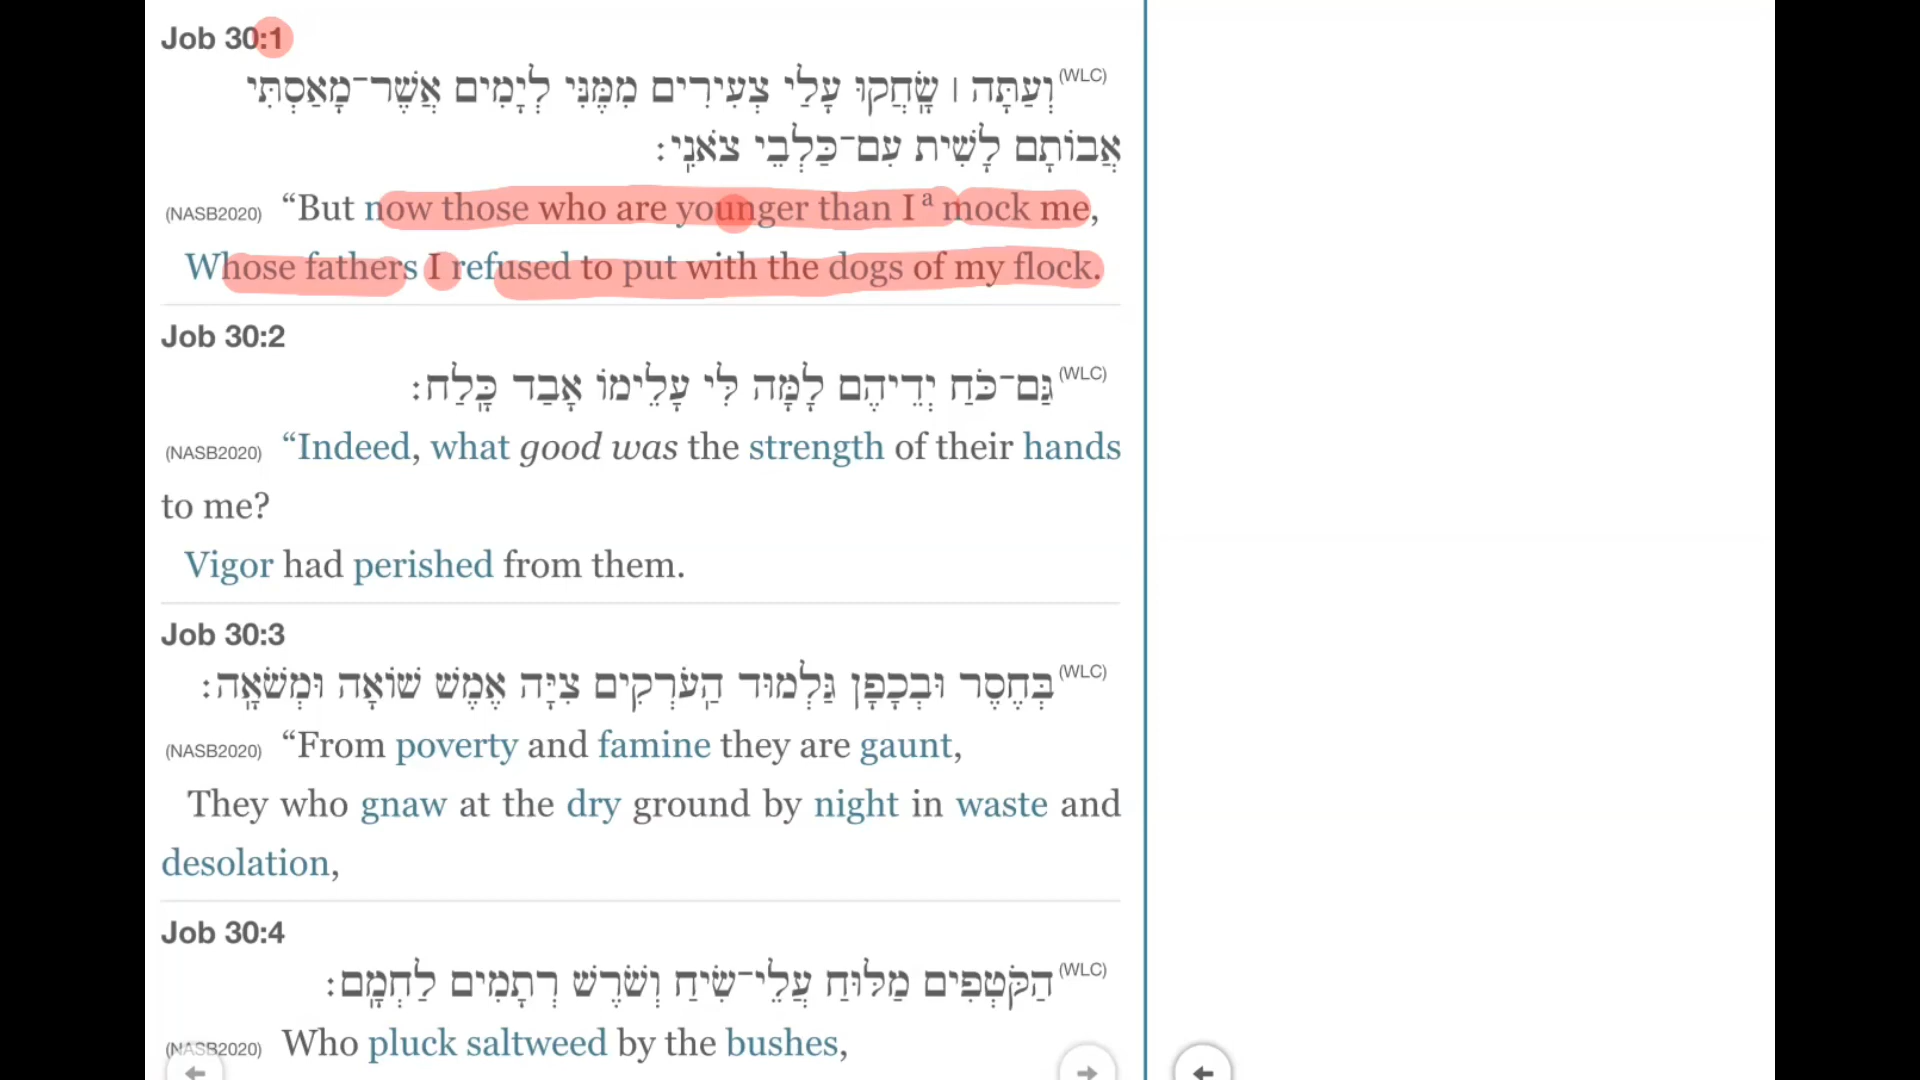 Job 30:1
(WLC) וְעַתָּה ׀ שָׂחֲקוּ עָלַי צְעִירִים מִמֶּנִּי לְיָמִים אֲשֶׁר־מָאַסְתִּי
אֲבוֹתָם לָשִׁית עִם־כַּלְבֵי צֹאנִֽי׃
(NASB2020) “But now those who are younger than I a mock me,
Whose fathers I refused to put with the dogs of my flock.
Job 30:2
(WLC) גַּם־כֹּחַ יְדֵיהֶם לָמָּה לִּי עָלֵימוֹ אָבַד כָּֽלַח׃
(NASB2020) “Indeed, what good was the strength of their hands
to me?
Vigor had perished from them.
Job 30:3
(WLC) בְּחֶסֶר וּבְכָפָן גַּלְמוּד הַֽעֹרְקִים צִיָּה אֶמֶשׁ שׁוֹאָה וּמְשֹׁאָֽה׃
(NASB2020) “From poverty and famine they are gaunt,
They who gnaw at the dry ground by night in waste and
desolation,
Job 30:4
(WLC) הַקֹּטְפִים מַלּוּחַ עֲלֵי־שִׂיחַ וְשֹׁרֶשׁ רְתָמִים לַחְמָֽם׃
(NASB2020) Who pluck saltweed by the bushes,